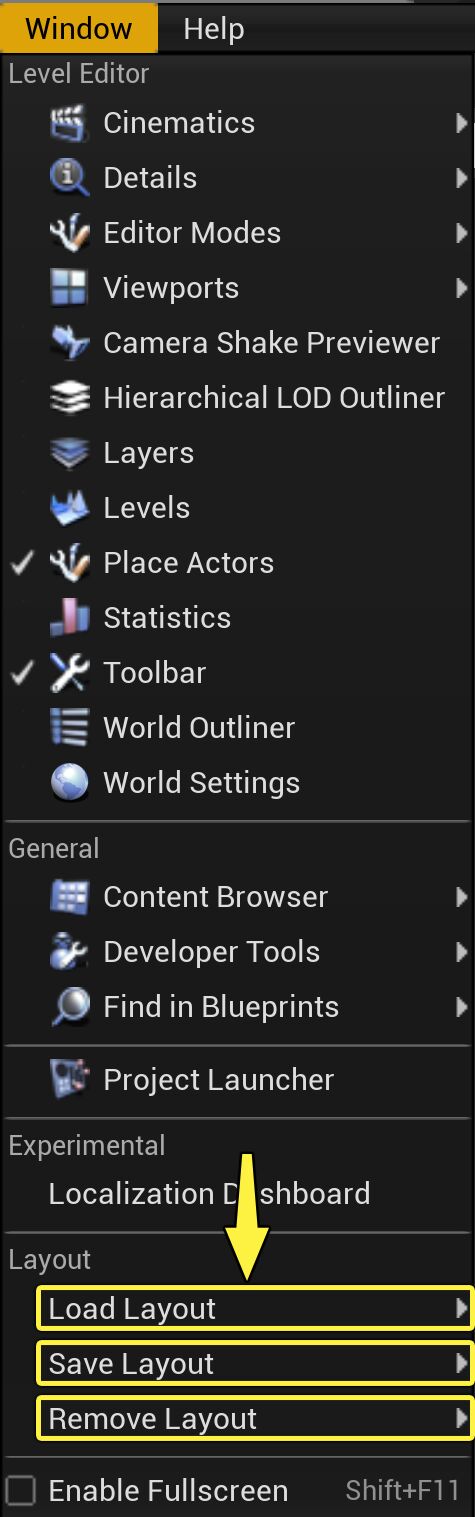 Window Help
Level Editor
Cinematics
Details
Editor Modes
Viewports
Camera Shake Previewer
Hierarchical LOD Outliner
Layers
Levels
Place Actors
Statistics
Toolbar
World Outliner
World Settings
General
Content Browser
Developer Tools
Find in Blueprints
Project Launcher
Experimental
Localization Dashboard
Layout
Load Layout
Save Layout
Remove Layout
Enable Fullscreen Shift+F11